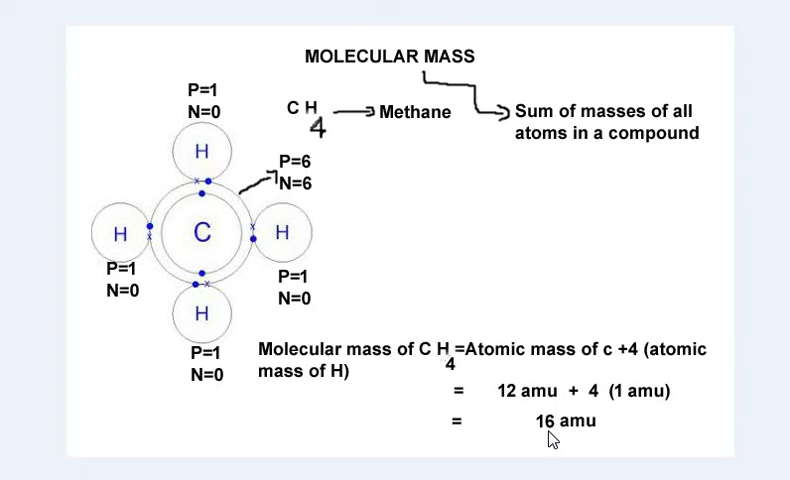 MOLECULAR MASS
P=1
N=0
C H
4
Methane
Sum of masses of all
atoms in a compound
H
P=6
N=6
H
C
H
P=1
N=0
P=1
N=0
H
P=1
N=0
Molecular mass of C H =Atomic mass of c +4 (atomic
4
mass of H)
= 12 amu + 4 (1 amu)
= 16 amu